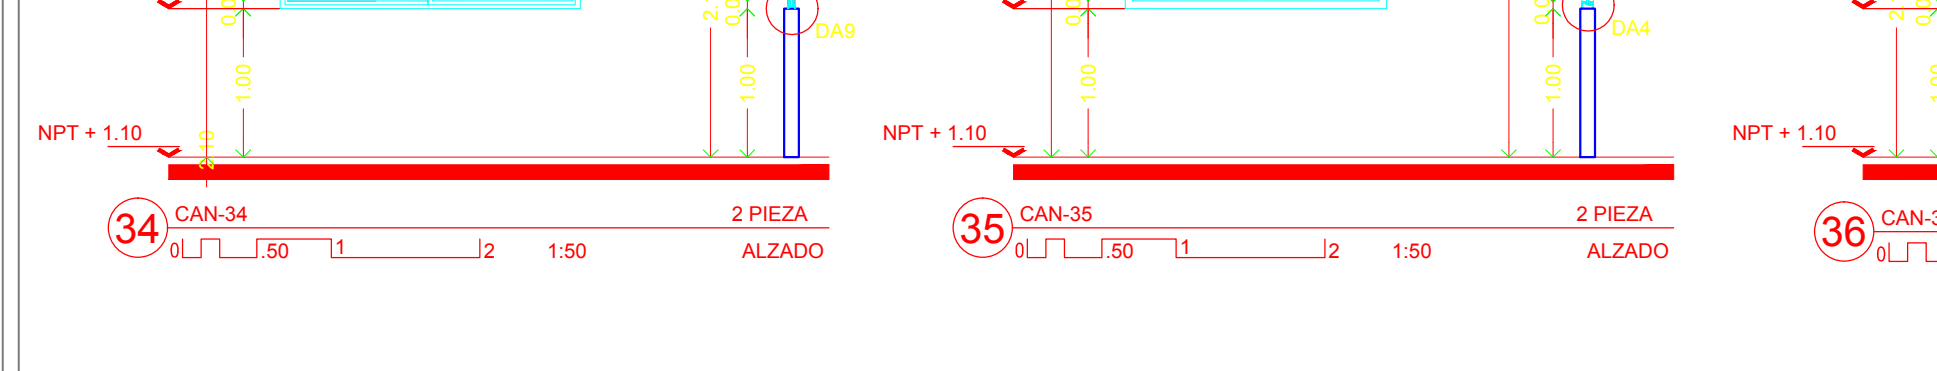 DA9
DA4
1.00
1.00
1.00
1.00
NPT + 1.10
NPT + 1.10
NPT + 1.10
2.10
34
CAN-34
2 PIEZA
0
.50
1
2
1:50
ALZADO
35
CAN-35
2 PIEZA
0
.50
1
2
1:50
ALZADO
36
0